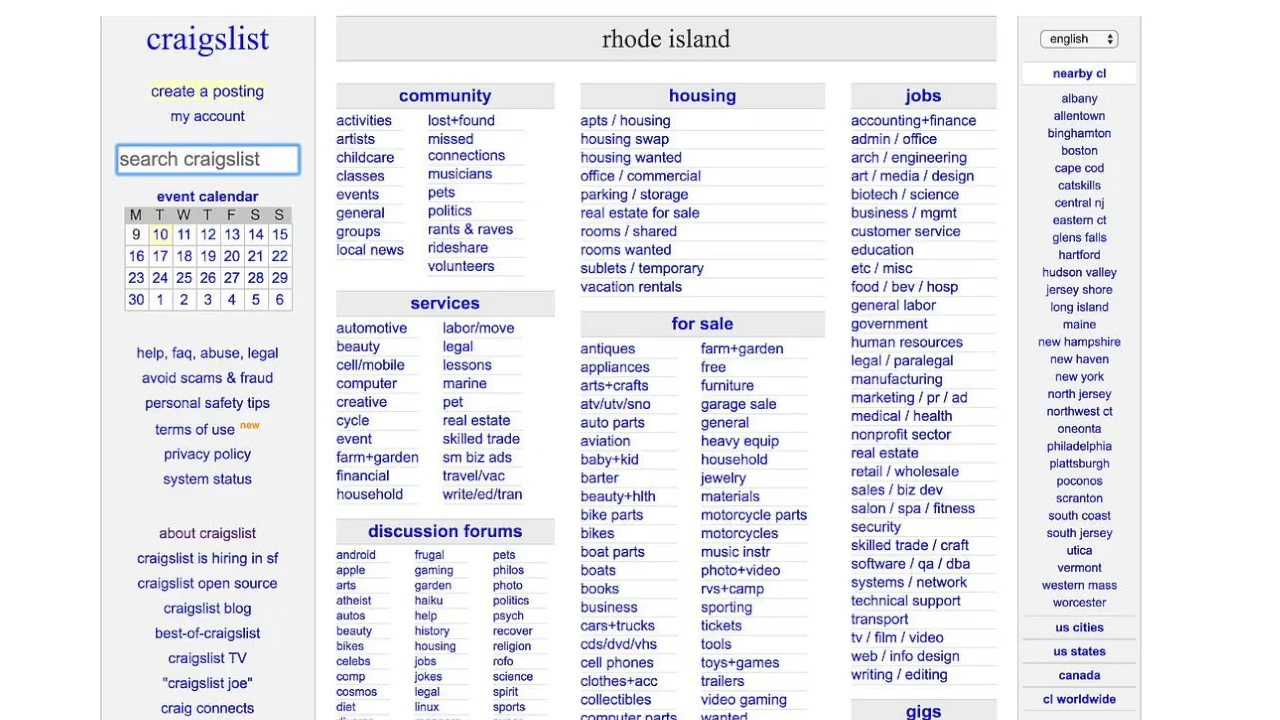 craigslist
create a posting
my account
search craigslist
event calendar
M T W T F S S
9 10 11 12 13 14 15
16 17 18 19 20 21 22
23 24 25 26 27 28 29
30 1 2 3 4 5 6
help, faq, abuse, legal
avoid scams & fraud
personal safety tips
terms of use new
privacy policy
system status
about craigslist
craigslist is hiring in sf
craigslist open source
craigslist blog
best-of-craigslist
craigslist TV
"craigslist joe"
craig connects
rhode island
community
activities
artists
childcare
classes
events
general
groups
local news
lost+found
missed
connections
musicians
pets
politics
rants & raves
rideshare
volunteers
services
automotive
beauty
cell/mobile
computer
creative
cycle
event
farm+garden
financial
household
labor/move
legal
lessons
marine
pet
real estate
skilled trade
sm biz ads
travel/vac
write/ed/tran
discussion forums
android
apple
arts
atheist
autos
beauty
bikes
celebs
comp
cosmos
diet
frugal
gaming
garden
haiku
help
history
housing
jobs
jokes
legal
linux
pets
philos
photo
politics
psych
recover
religion
rofo
science
spirit
sports
housing
apts / housing
housing swap
housing wanted
office / commercial
parking / storage
real estate for sale
rooms / shared
rooms wanted
sublets / temporary
vacation rentals
for sale
antiques
appliances
arts+crafts
atv/utv/sno
auto parts
aviation
baby+kid
barter
beauty+hlth
bike parts
bikes
boat parts
boats
books
business
cars+trucks
cds/dvd/vhs
cell phones
clothes+acc
collectibles
computer parts
farm+garden
free
furniture
garage sale
general
heavy equip
household
jewelry
materials
motorcycle parts
motorcycles
music instr
photo+video
rvs+camp
sporting
tickets
tools
toys+games
trailers
video gaming
wanted
jobs
accounting+finance
admin / office
arch / engineering
art / media / design
biotech / science
business / mgmt
customer service
education
etc / misc
food / bev / hosp
general labor
government
human resources
legal / paralegal
manufacturing
marketing / pr / ad
medical / health
nonprofit sector
real estate
retail / wholesale
sales / biz dev
salon / spa / fitness
security
skilled trade / craft
software / qa / dba
systems / network
technical support
transport
tv / film / video
web / info design
writing / editing
gigs
english
nearby cl
albany
allentown
binghamton
boston
cape cod
catskills
central nj
eastern ct
glens falls
hartford
hudson valley
jersey shore
long island
maine
new hampshire
new haven
new york
north jersey
northwest ct
oneonta
philadelphia
plattsburgh
poconos
scranton
south coast
south jersey
utica
vermont
western mass
worcester
us cities
us states
canada
cl worldwide